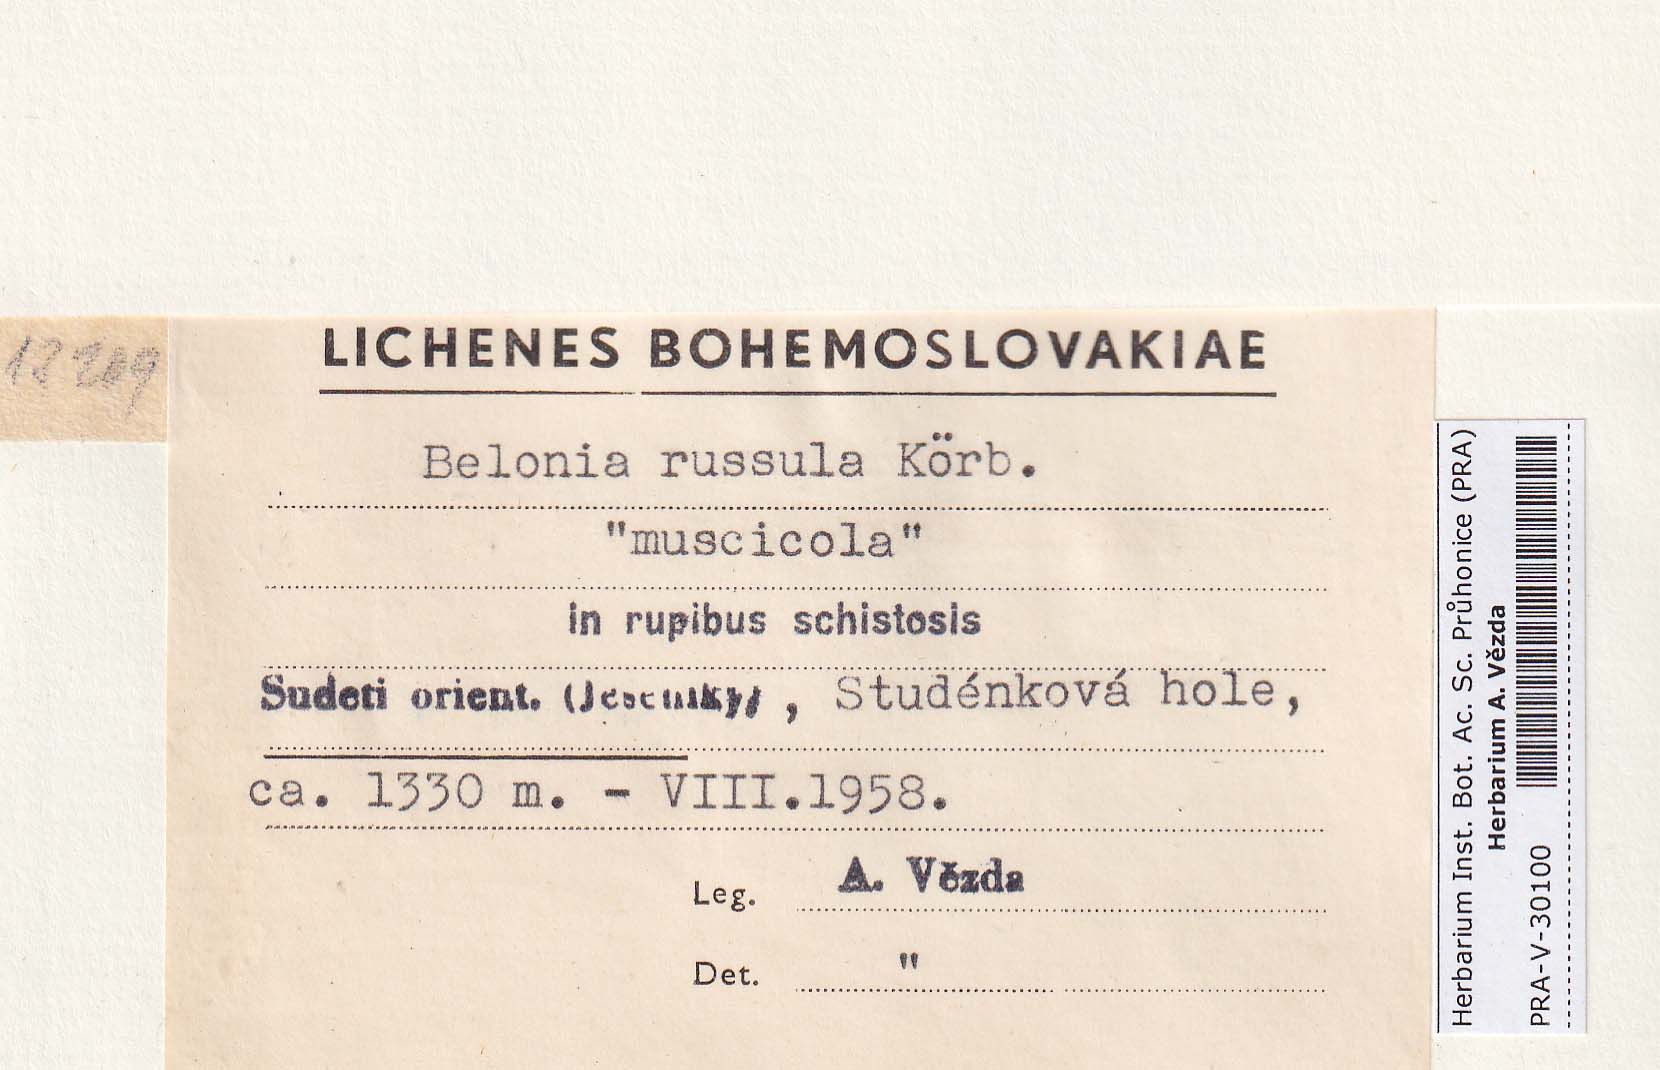 LICHENES BOHEMOSLOVAKIAE
Belonia russula Körb.
"muscicola"
in rupibus schistosis
Sudeti orient. (Jeseníky), Studénková hole,
ca. 1330 m. - VIII.1958.
Leg. A. Vězda
Det. "
Herbarium Inst. Bot. Ac. Sc. Průhonice (PRA)
Herbarium A. Vězda
PRA-V-30100